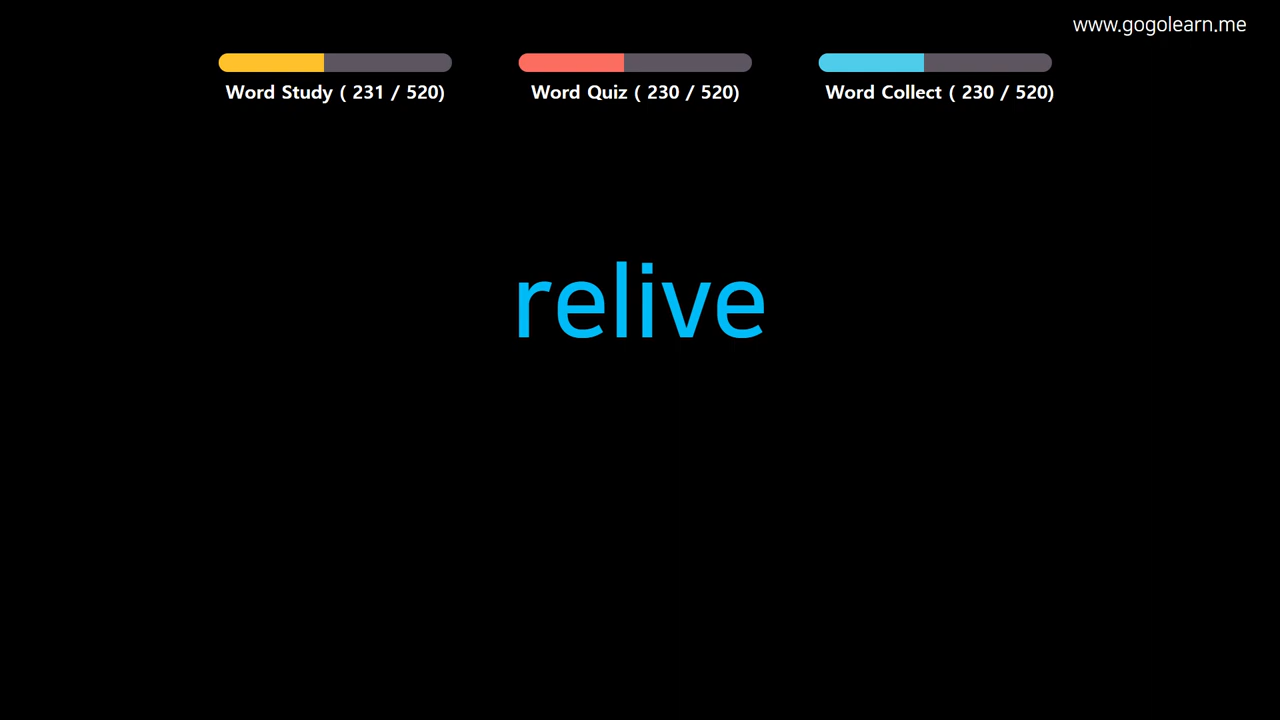 www.gogolearn.me
Word Study ( 231 / 520)
Word Quiz ( 230 / 520)
Word Collect ( 230 / 520)
relive